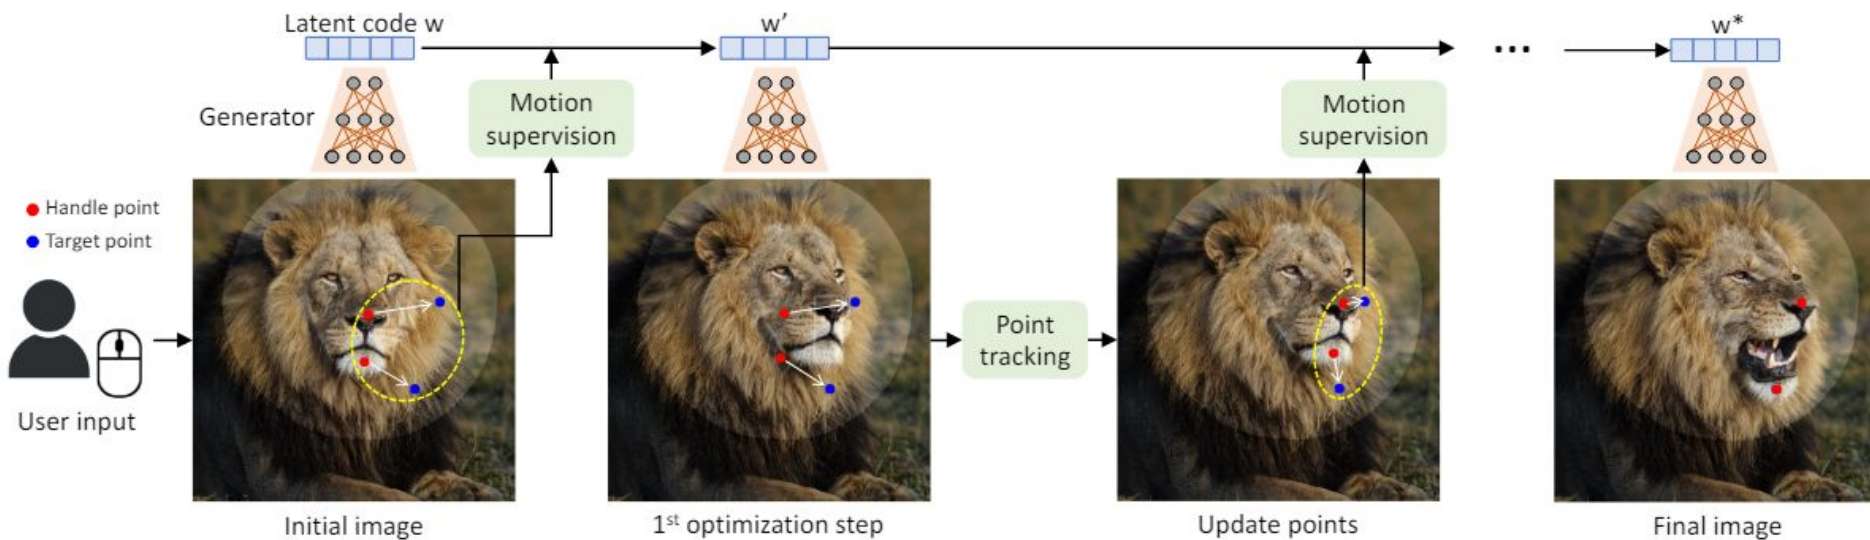 Latent code w
w’
w*
Generator
Motion
supervision
Motion
supervision
Handle point
Target point
Point
tracking
User input
Initial image
1st optimization step
Update points
Final image